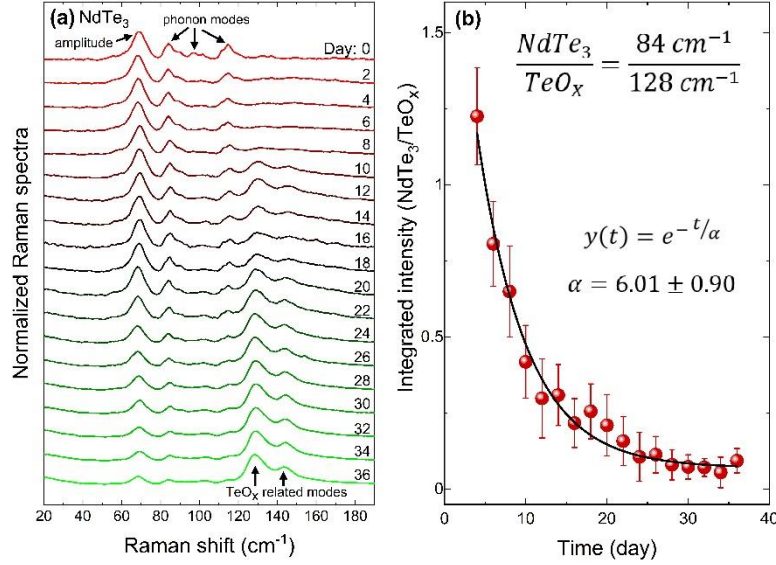 (a) NdTe₃
phonon modes
amplitude
Day: 0
2
4
6
8
10
12
14
16
18
20
22
24
26
28
30
32
34
36
TeOₓ related modes
Normalized Raman spectra
20 40 60 80 100 120 140 160 180
Raman shift (cm⁻¹)
(b)
NdTe₃ / TeO_X = 84 cm⁻¹ / 128 cm⁻¹
y(t) = e^{− t/α}
α = 6.01 ± 0.90
Integrated Intensity (NdTe₃/TeOₓ)
1.5
1
0.5
0
0 10 20 30 40
Time (day)